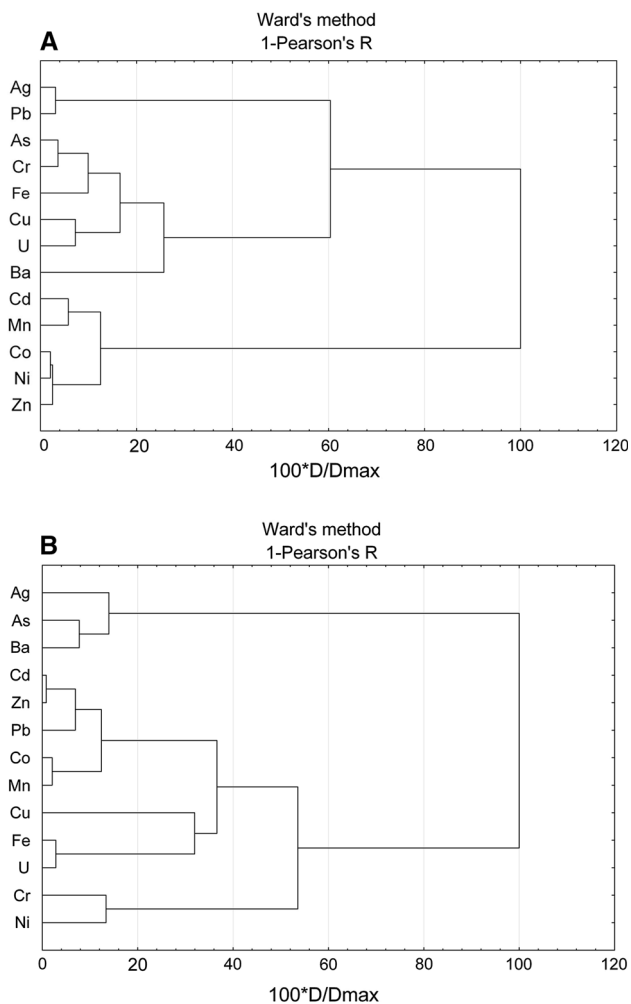 Ward's method
1-Pearson's R
A
Ag
Pb
As
Cr
Fe
Cu
U
Ba
Cd
Mn
Co
Ni
Zn
0 20 40 60 80 100 120
100*D/Dmax
Ward's method
1-Pearson's R
B
Ag
As
Ba
Cd
Zn
Pb
Co
Mn
Cu
Fe
U
Cr
Ni
0 20 40 60 80 100 120
100*D/Dmax